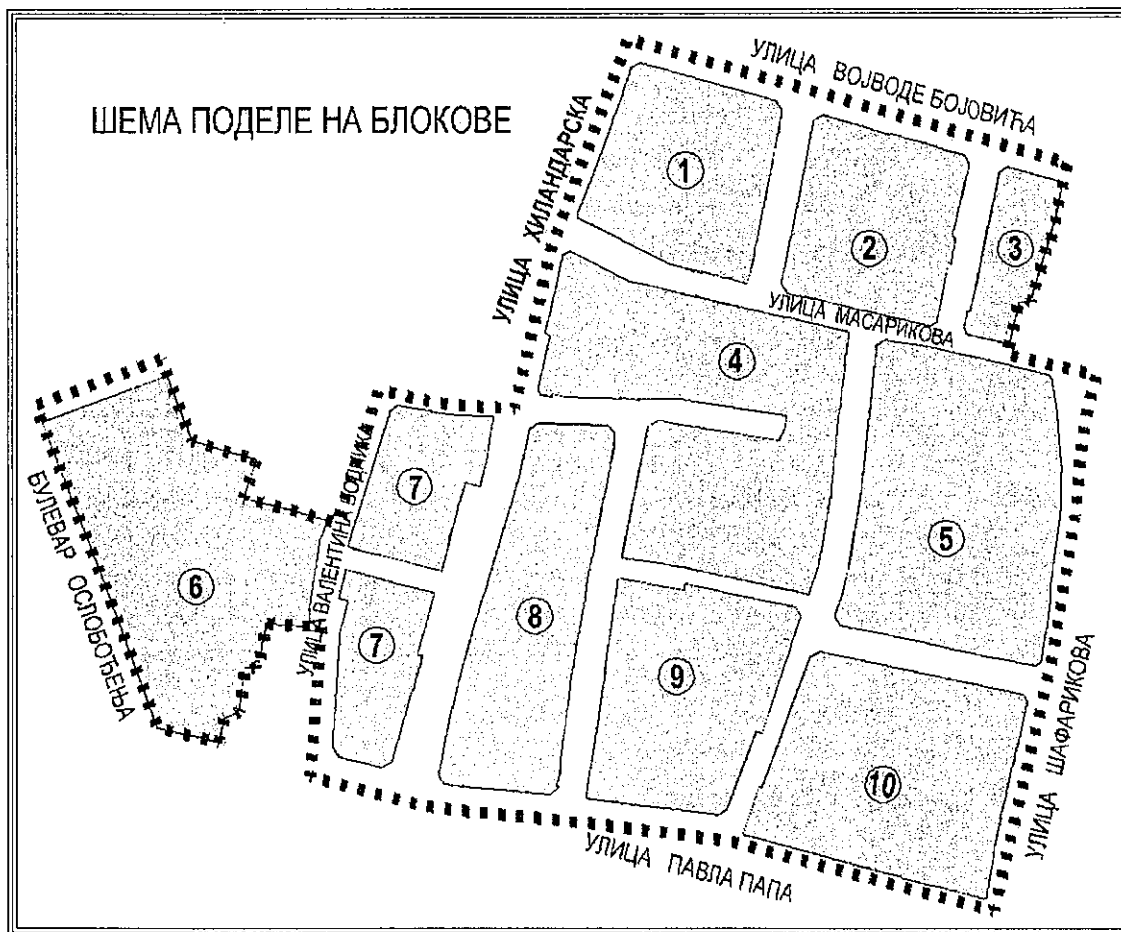 УЛИЦА ВОЈВОДЕ БОЈОВИЋА
ШЕМА ПОДЕЛЕ НА БЛОКОВЕ
УЛИЦА ХИЛАНДАРСКА
1
2
3
УЛИЦА МАСАРИКОВА
4
7
5
6
БУЛЕВАР ОСЛОБОЂЕЊА
УЛИЦА ВАЛЕНТИНА ВОДНИКА
8
7
9
УЛИЦА ШАФАРИКОВА
10
УЛИЦА ПАВЛА ПАПА